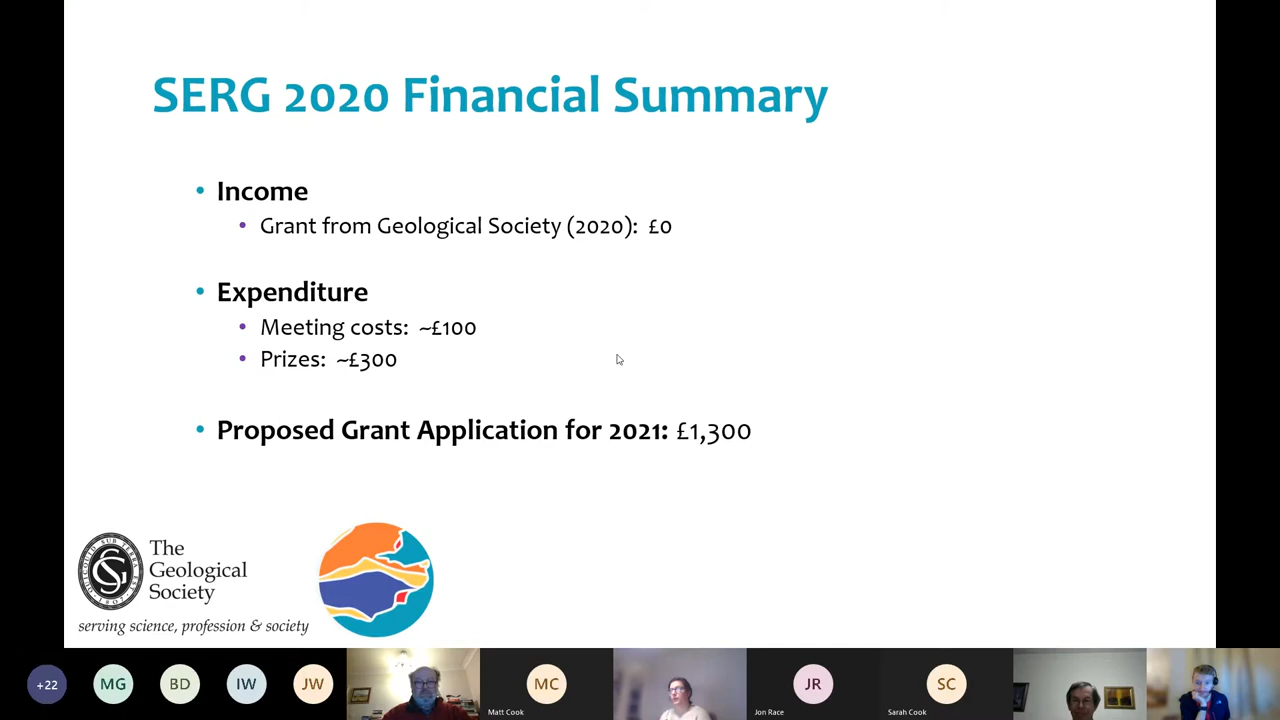 SERG 2020 Financial Summary
• Income
• Grant from Geological Society (2020): £0
• Expenditure
• Meeting costs: ~£100
• Prizes: ~£300
• Proposed Grant Application for 2021: £1,300
The
Geological
Society
serving science, profession & society
+22
MG
BD
IW
JW
MC
Matt Cook
JR
Jon Race
SC
Sarah Cook